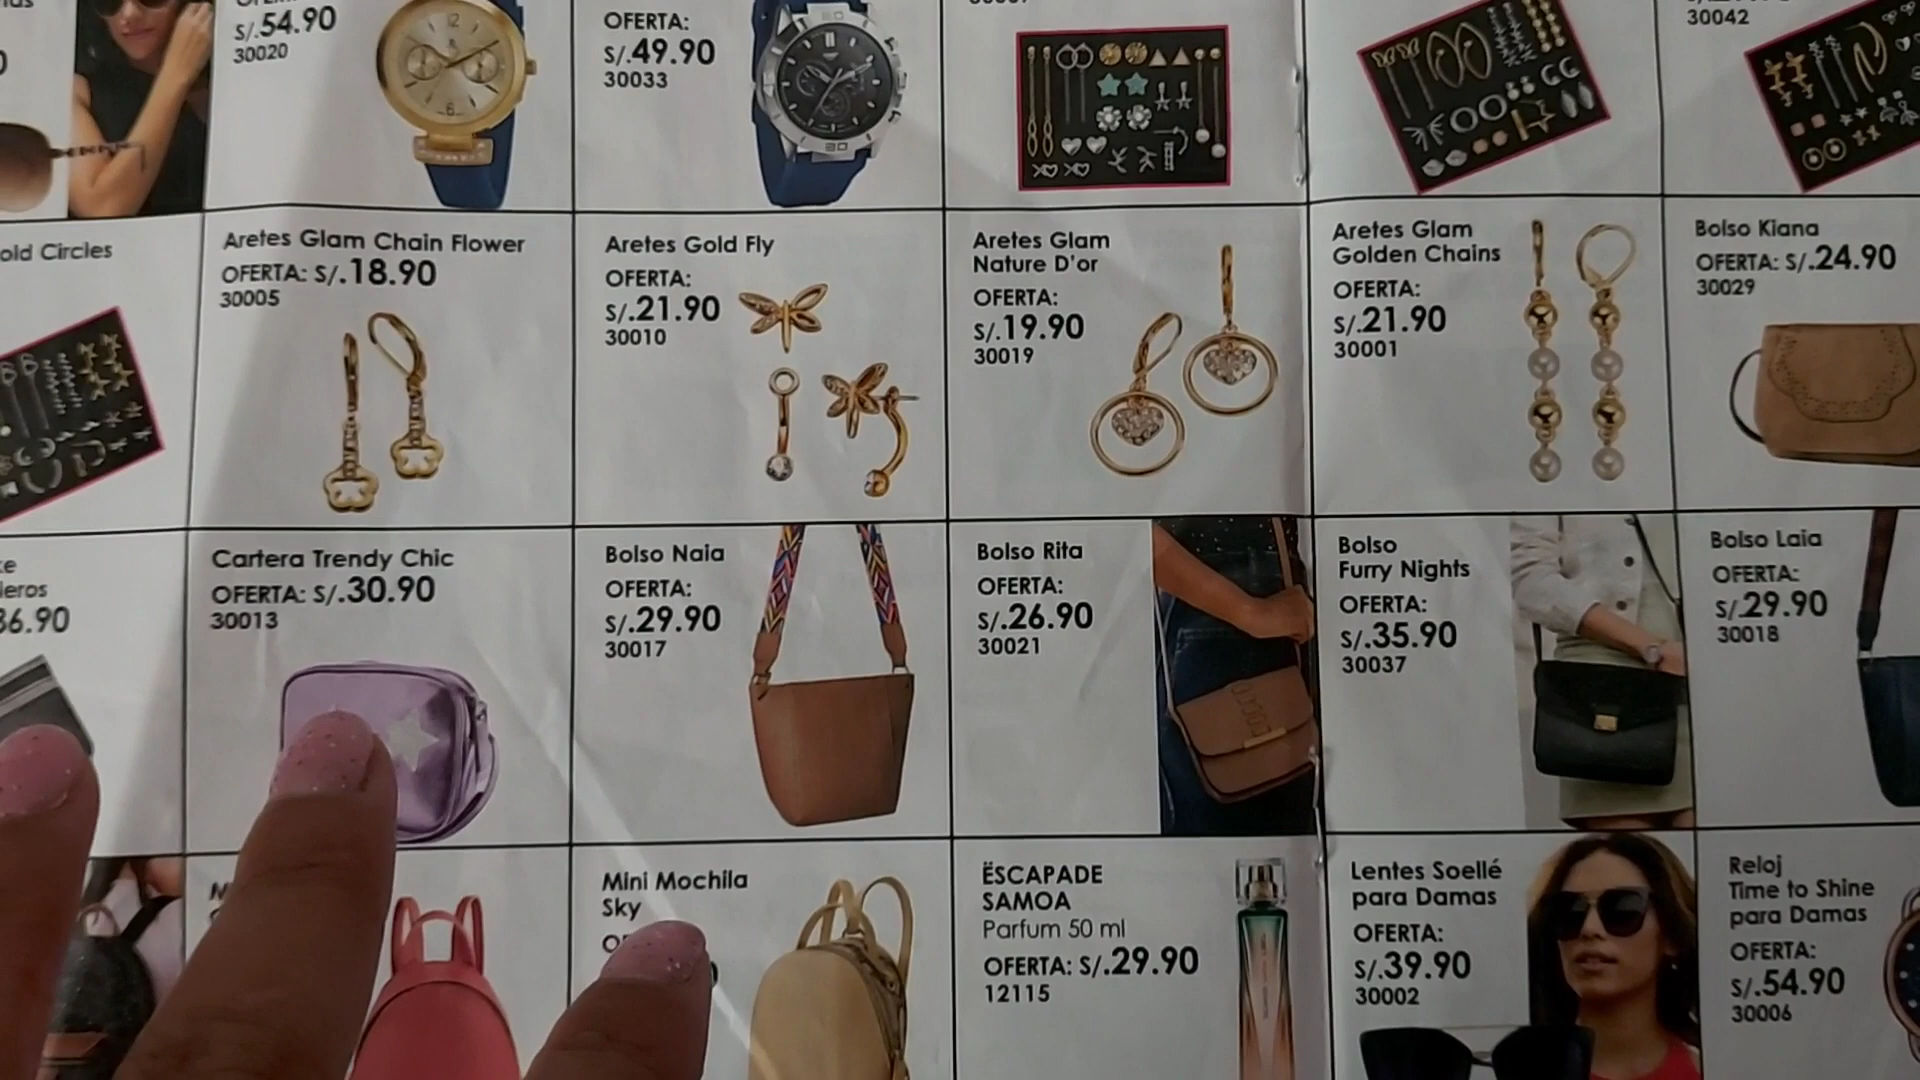 S/.54.90
30020
OFERTA:
S/.49.90
30033
30042
old Circles
Aretes Glam Chain Flower
OFERTA: S/.18.90
30005
Aretes Gold Fly
OFERTA:
S/.21.90
30010
Aretes Glam
Nature D'or
OFERTA:
S/.19.90
30019
Aretes Glam
Golden Chains
OFERTA:
S/.21.90
30001
Bolso Kiana
OFERTA: S/.24.90
30029
leros
36.90
Cartera Trendy Chic
OFERTA: S/.30.90
30013
Bolso Naia
OFERTA:
S/.29.90
30017
Bolso Rita
OFERTA:
S/.26.90
30021
Bolso
Furry Nights
OFERTA:
S/.35.90
30037
Bolso Laia
OFERTA:
S/.29.90
30018
Mini Mochila
Sky
ËSCAPADE
SAMOA
Parfum 50 ml
OFERTA: S/.29.90
12115
Lentes Soellé
para Damas
OFERTA:
S/.39.90
30002
Reloj
Time to Shine
para Damas
OFERTA:
S/.54.90
30006